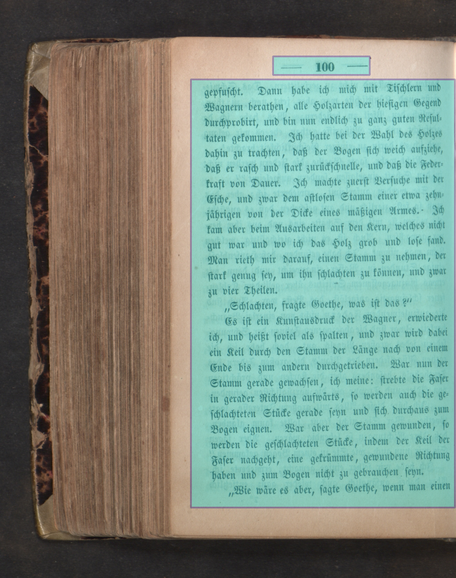 — 100 —
gepfuscht. Dann habe ich mich mit Tischlern und
Wagnern berathen, alle Holzarten der hiesigen Gegend
durchprobirt, und bin nun endlich zu ganz guten Resul-
taten gekommen. Ich hatte bei der Wahl des Holzes
dahin zu trachten, daß der Bogen sich weich aufziehe,
daß er rasch und stark zurückschnelle, und daß die Feder-
kraft von Dauer. Ich machte zuerst Versuche mit der
Esche, und zwar dem astlosen Stamm einer etwa zehn-
jährigen von der Dicke eines mäßigen Armes. Ich
kam aber beim Ausarbeiten auf den Kern, welches nicht
gut war und wo ich das Holz grob und lose fand.
Man rieth mir darauf, einen Stamm zu nehmen, der
stark genug sey, um ihn schlachten zu können, und zwar
zu vier Theilen.
„Schlachten, fragte Goethe, was ist das?“
Es ist ein Kunstausdruck der Wagner, erwiederte
ich, und heißt soviel als spalten, und zwar wird dabei
ein Keil durch den Stamm der Länge nach von einem
Ende bis zum andern durchgetrieben. War nun der
Stamm gerade gewachsen, ich meine: strebte die Faser
in gerader Richtung aufwärts, so werden auch die ge-
schlachteten Stücke gerade seyn und sich durchaus zum
Bogen eignen. War aber der Stamm gewunden, so
werden die geschlachteten Stücke, indem der Keil der
Faser nachgeht, eine gekrümmte, gewundene Richtung
haben und zum Bogen nicht zu gebrauchen seyn.
„Wie wäre es aber, sagte Goethe, wenn man einen